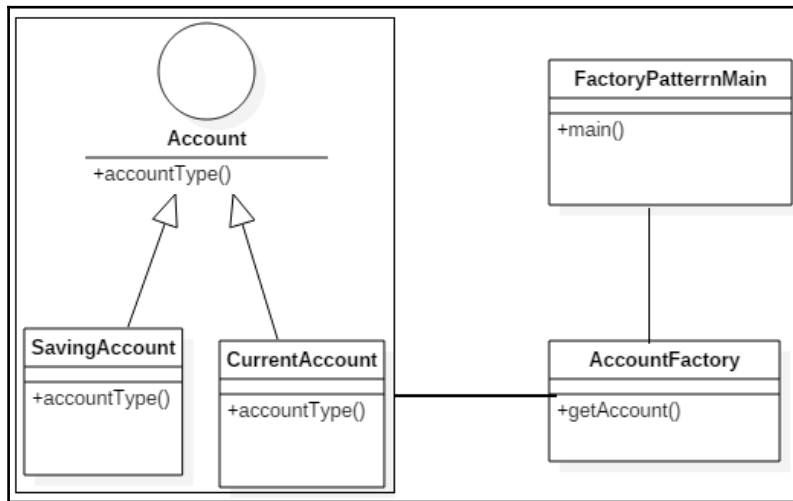 Account
+accountType()
SavingAccount
+accountType()
CurrentAccount
+accountType()
FactoryPatterrnMain
+main()
AccountFactory
+getAccount()